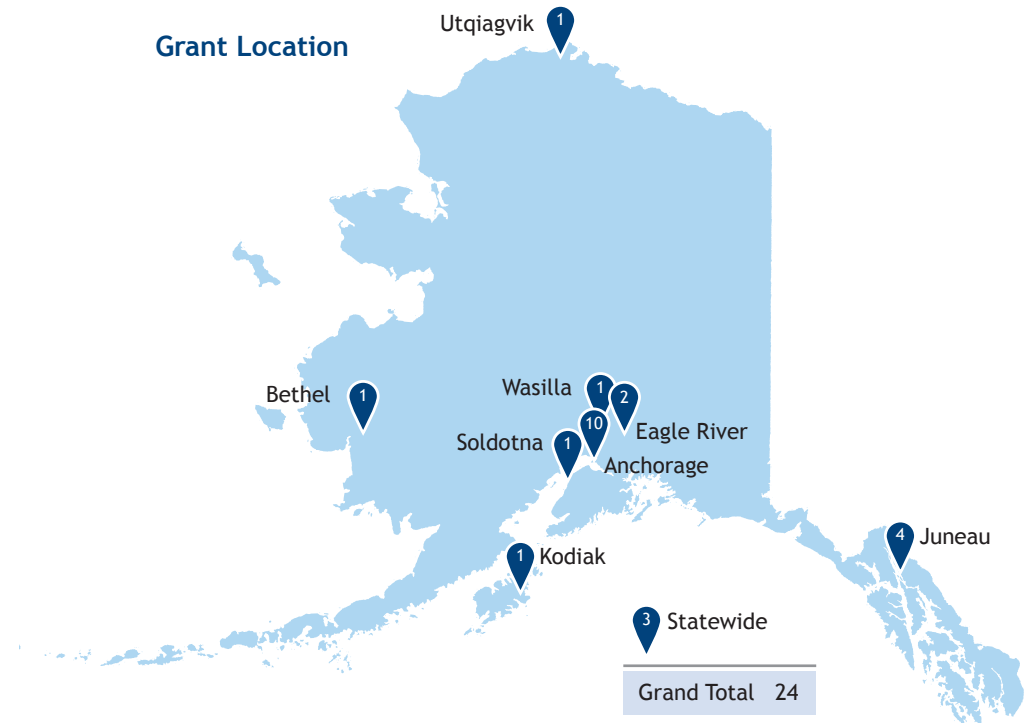 Utqiagvik 1
Grant Location
Bethel 1
Wasilla 1
2
Eagle River
10
Anchorage
Soldotna 1
1 Kodiak
4 Juneau
3 Statewide
Grand Total 24